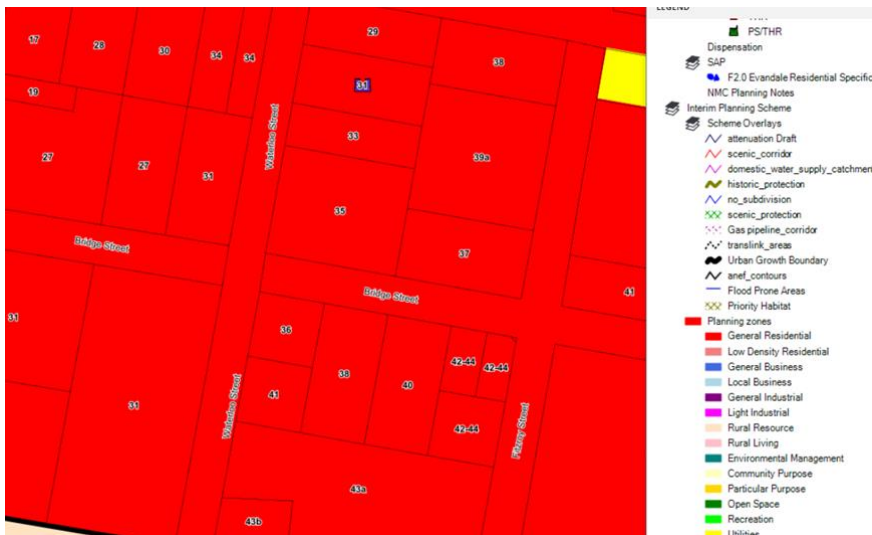 LEGEND
PS/THR
Dispensation
SAP
F2.0 Evandale Residential Specific
NMC Planning Notes
Interim Planning Scheme
Scheme Overlays
attenuation Draft
scenic_corridor
domestic_water_supply_catchment
historic_protection
no_subdivision
scenic_protection
Gas pipeline_corridor
translink_areas
Urban Growth Boundary
anef_contours
Flood Prone Areas
Priority Habitat
Planning zones
General Residential
Low Density Residential
General Business
Local Business
General Industrial
Light Industrial
Rural Resource
Rural Living
Environmental Management
Community Purpose
Particular Purpose
Open Space
Recreation
Utilities
17
28
30
34
34
29
38
19
31
33
27
27
31
39a
35
37
Waterloo Street
Bridge Street
Bridge Street
41
31
36
38
40
42-44
42-44
31
41
42-44
Waterloo Street
Fitzroy Street
43a
43b